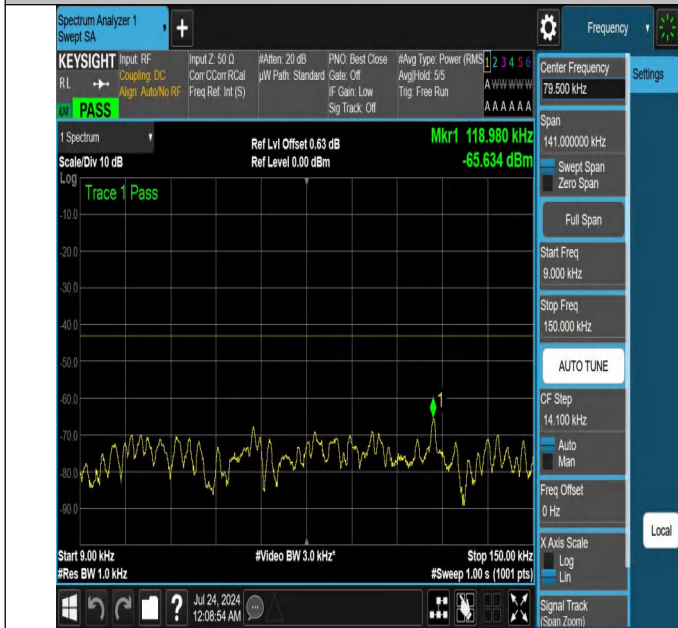 Spectrum Analyzer 1
Swept SA
+
Frequency
KEYSIGHT
RL
PASS
Input: RF
Coupling: DC
Align: Auto/No RF
Input Z: 50 Ω
Corr CCorr RCal
Freq Ref: Int (S)
#Atten: 20 dB
µW Path: Standard
PNO: Best Close
Gate: Off
IF Gain: Low
Sig Track: Off
#Avg Type: Power (RMS
Avg|Hold: 5/5
Trig: Free Run
1 2 3 4 5 6
A W W W W W
A A A A A A
1 Spectrum
Scale/Div 10 dB
Ref Lvl Offset 0.63 dB
Ref Level 0.00 dBm
Mkr1 118.980 kHz
-65.634 dBm
Log
Trace 1 Pass
-10.0
-20.0
-30.0
-40.0
-50.0
-60.0
-70.0
-80.0
-90.0
1
Start 9.00 kHz
#Res BW 1.0 kHz
#Video BW 3.0 kHz*
Stop 150.00 kHz
#Sweep 1.00 s (1001 pts)
?
Jul 24, 2024
12:08:54 AM
Center Frequency
79.500 kHz
Settings
Span
141.000000 kHz
Swept Span
Zero Span
Full Span
Start Freq
9.000 kHz
Stop Freq
150.000 kHz
AUTO TUNE
CF Step
14.100 kHz
Auto
Man
Freq Offset
0 Hz
Local
X Axis Scale
Log
Lin
Signal Track
(Span Zoom)